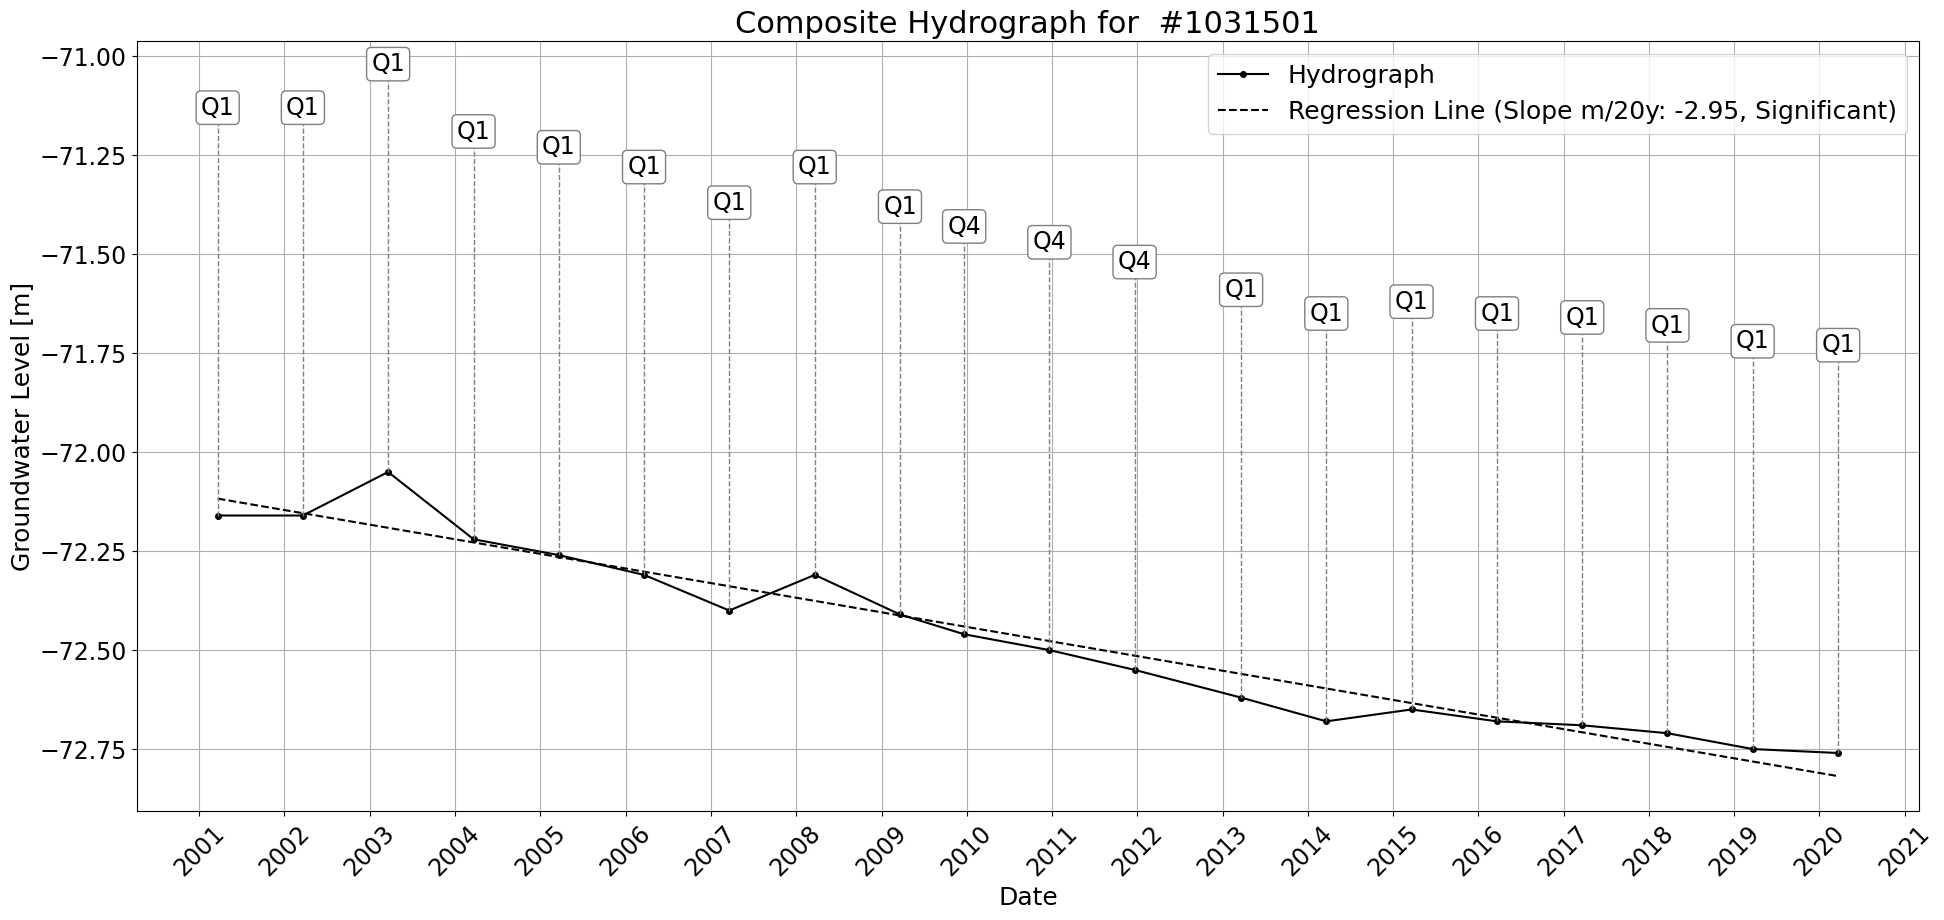 Composite Hydrograph for  #1031501
Groundwater Level [m]
−71.00
−71.25
−71.50
−71.75
−72.00
−72.25
−72.50
−72.75
Hydrograph
Regression Line (Slope m/20y: -2.95, Significant)
Q1
Q1
Q1
Q1
Q1
Q1
Q1
Q1
Q1
Q4
Q4
Q4
Q1
Q1
Q1
Q1
Q1
Q1
Q1
Q1
2001
2002
2003
2004
2005
2006
2007
2008
2009
2010
2011
2012
2013
2014
2015
2016
2017
2018
2019
2020
2021
Date